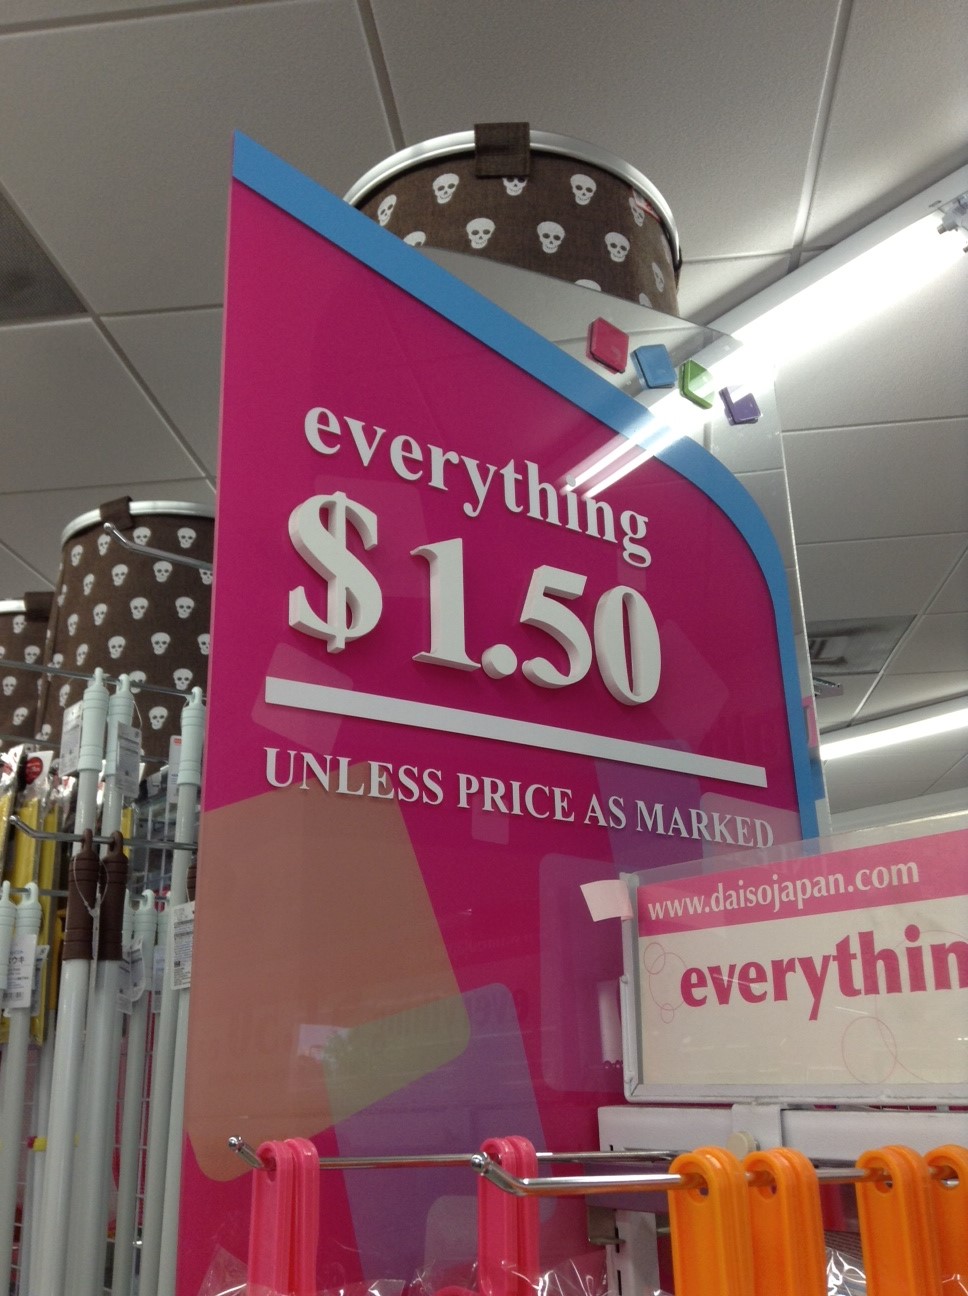 everything
$1.50
UNLESS PRICE AS MARKED
www.daisojapan.com
everythin